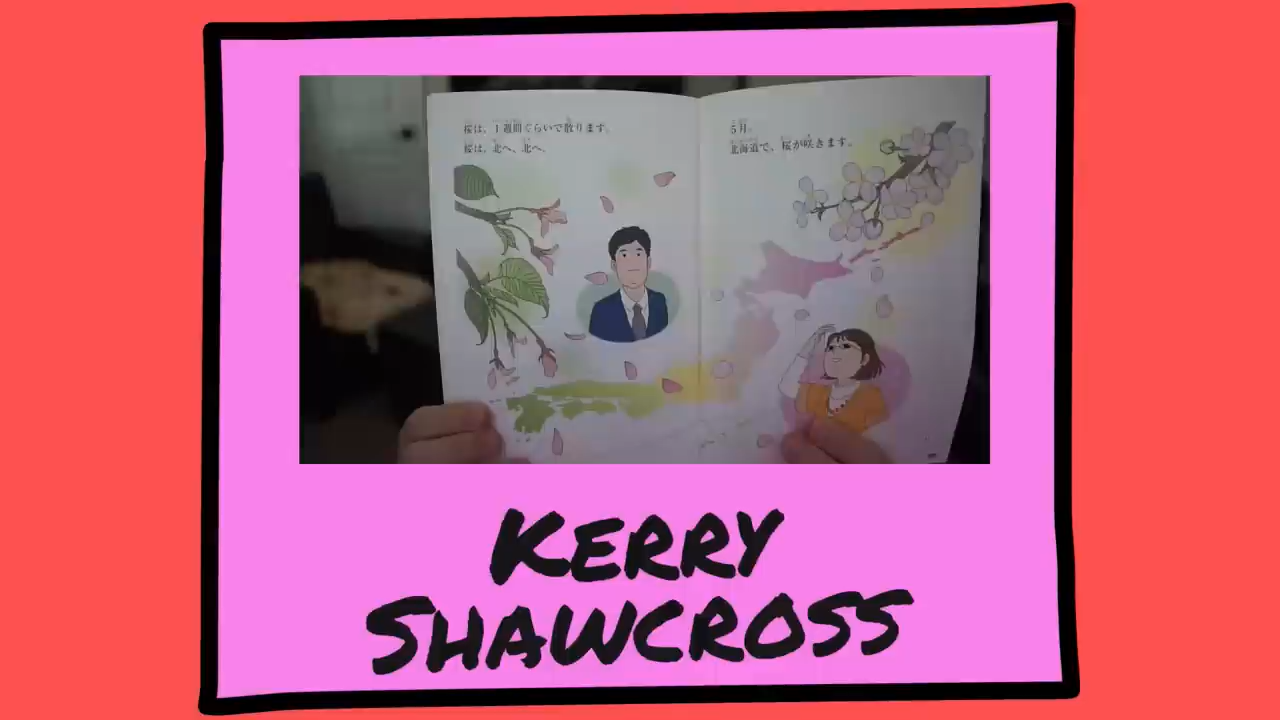 桜は、1週間ぐらいで散ります。
桜は、北へ、北へ。
5月。
北海道で、桜が咲きます。
KERRY
SHAWCROSS